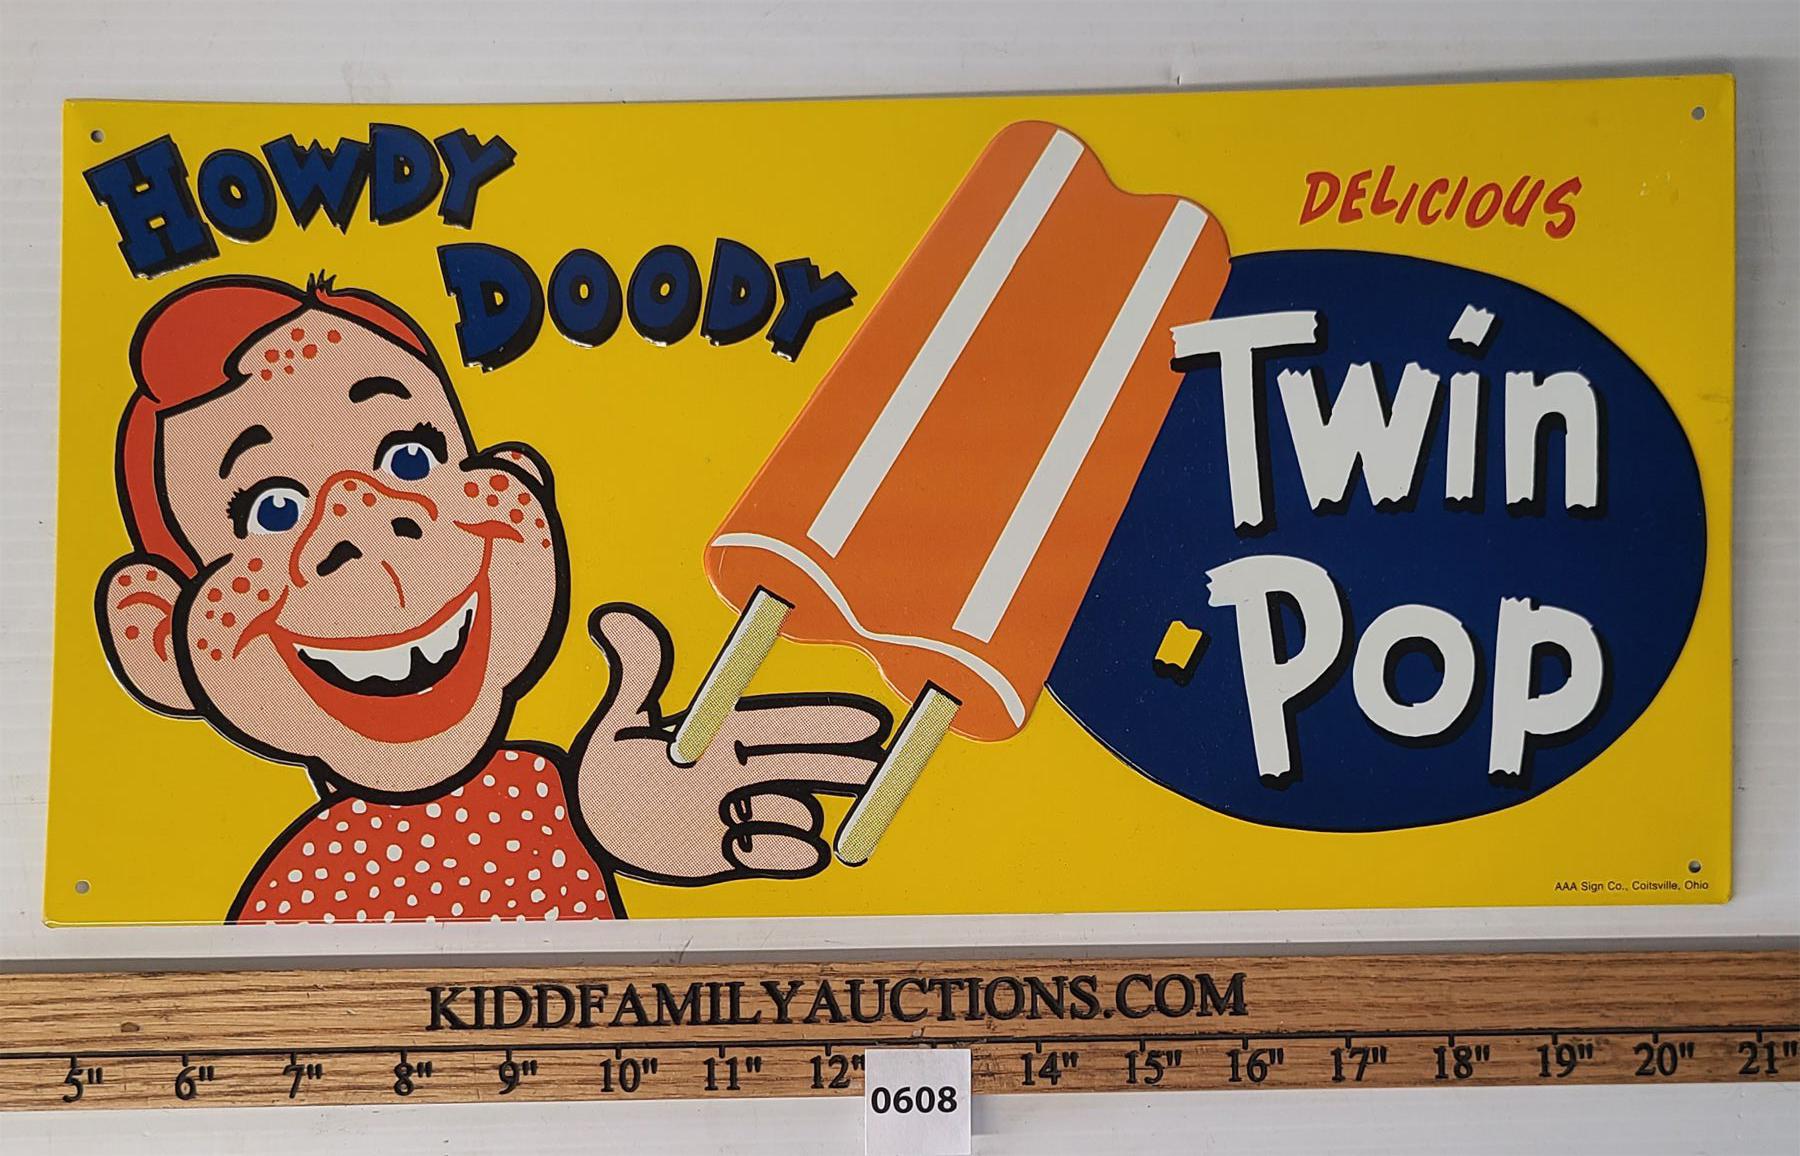 HOWDY
DOODY
DELICIOUS
Twin
Pop
AAA Sign Co., Coitsville, Ohio
KIDDFAMILYAUCTIONS.COM
5" 6" 7" 8" 9" 10" 11" 12" 14" 15" 16" 17" 18" 19" 20" 21"
0608